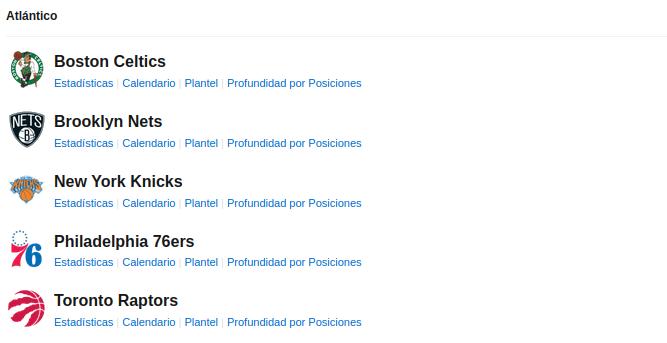 Atlántico
Boston Celtics
Estadísticas | Calendario | Plantel | Profundidad por Posiciones
NETS
B
Brooklyn Nets
Estadísticas | Calendario | Plantel | Profundidad por Posiciones
KNICKS
New York Knicks
Estadísticas | Calendario | Plantel | Profundidad por Posiciones
76
Philadelphia 76ers
Estadísticas | Calendario | Plantel | Profundidad por Posiciones
Toronto Raptors
Estadísticas | Calendario | Plantel | Profundidad por Posiciones